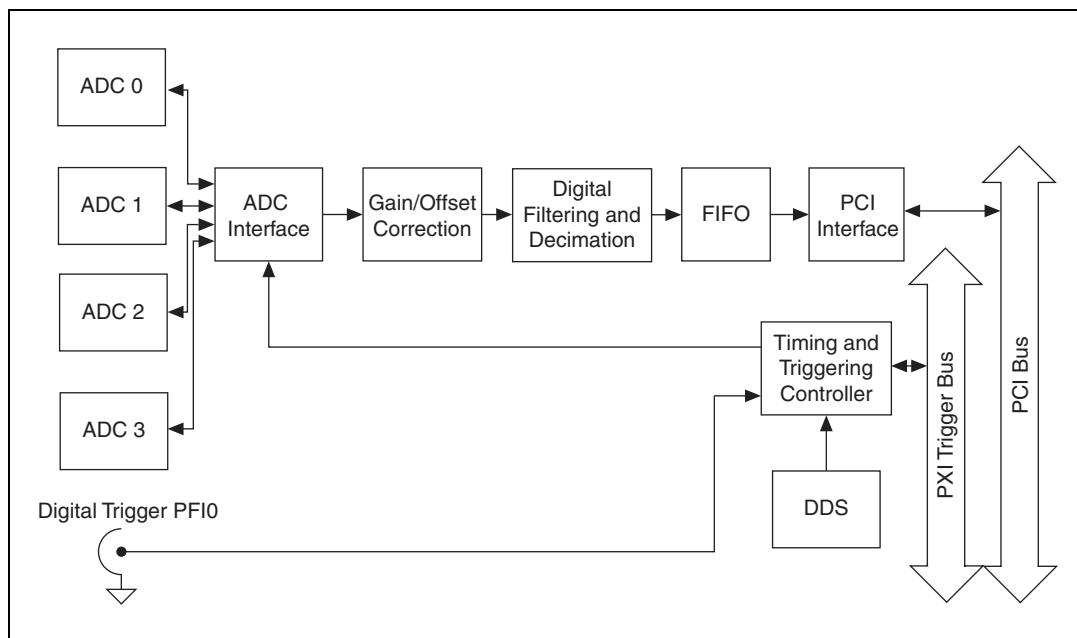 ADC 0
ADC 1
ADC 2
ADC 3
ADC
Interface
Gain/Offset
Correction
Digital
Filtering and
Decimation
FIFO
PCI
Interface
Timing and
Triggering
Controller
DDS
PXI Trigger Bus
PCI Bus
Digital Trigger PFI0